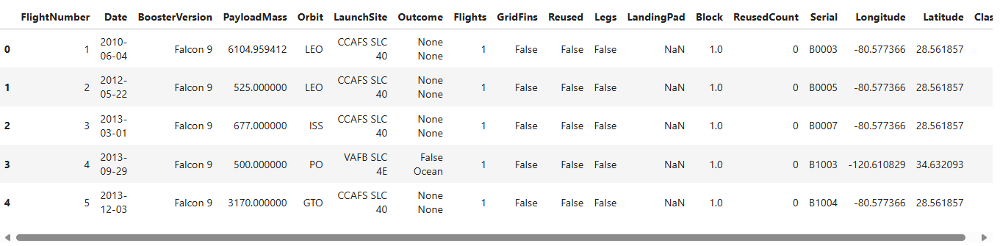 FlightNumber Date BoosterVersion PayloadMass Orbit LaunchSite Outcome Flights GridFins Reused Legs LandingPad Block ReusedCount Serial Longitude Latitude Clas
0 1 2010-06-04 Falcon 9 6104.959412 LEO CCAFS SLC 40 None None 1 False False False NaN 1.0 0 B0003 -80.577366 28.561857
1 2 2012-05-22 Falcon 9 525.000000 LEO CCAFS SLC 40 None None 1 False False False NaN 1.0 0 B0005 -80.577366 28.561857
2 3 2013-03-01 Falcon 9 677.000000 ISS CCAFS SLC 40 None None 1 False False False NaN 1.0 0 B0007 -80.577366 28.561857
3 4 2013-09-29 Falcon 9 500.000000 PO VAFB SLC 4E False Ocean 1 False False False NaN 1.0 0 B1003 -120.610829 34.632093
4 5 2013-12-03 Falcon 9 3170.000000 GTO CCAFS SLC 40 None None 1 False False False NaN 1.0 0 B1004 -80.577366 28.561857